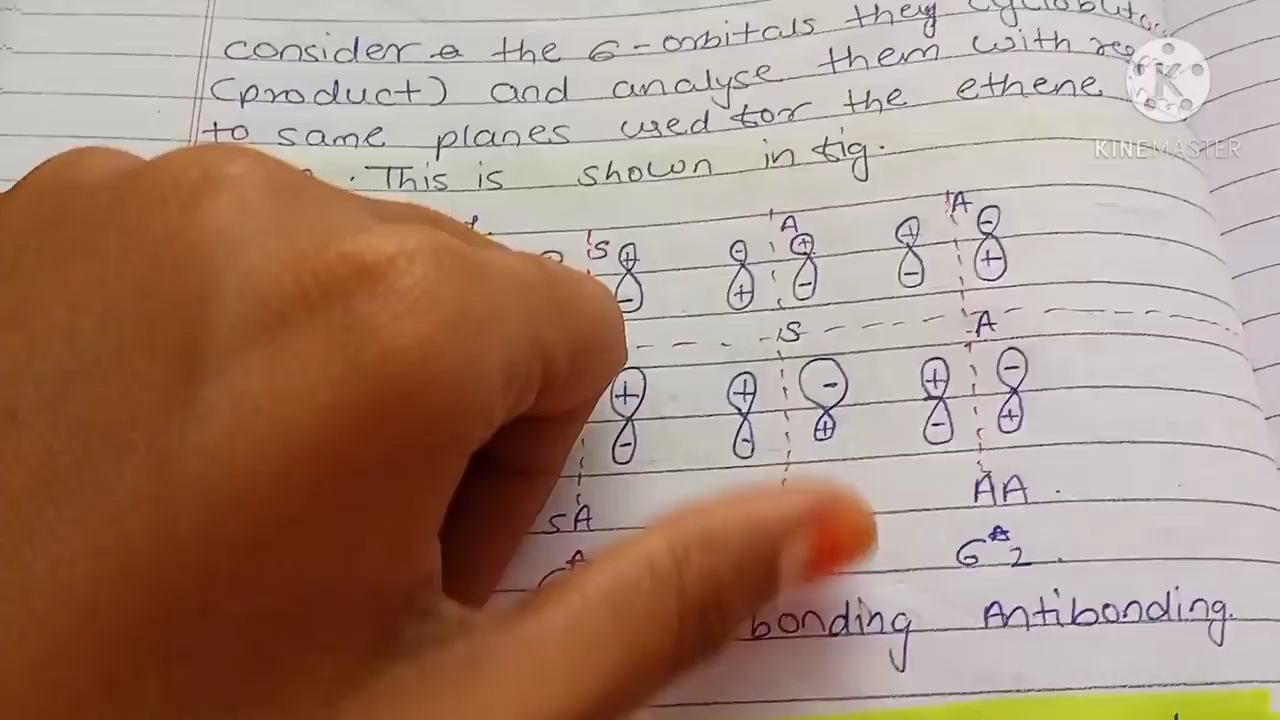 consider the 6-orbitals they
(product) and analyse them with
to same planes used for the ethene
KINEMASTER
. This is shown in fig.
S A A
⊕ ⊖ ⊕ ⊕ ⊖
− + − − +
S A
+ + − + −
− − + − +
SA AA .
6*2 .
bonding Antibonding.